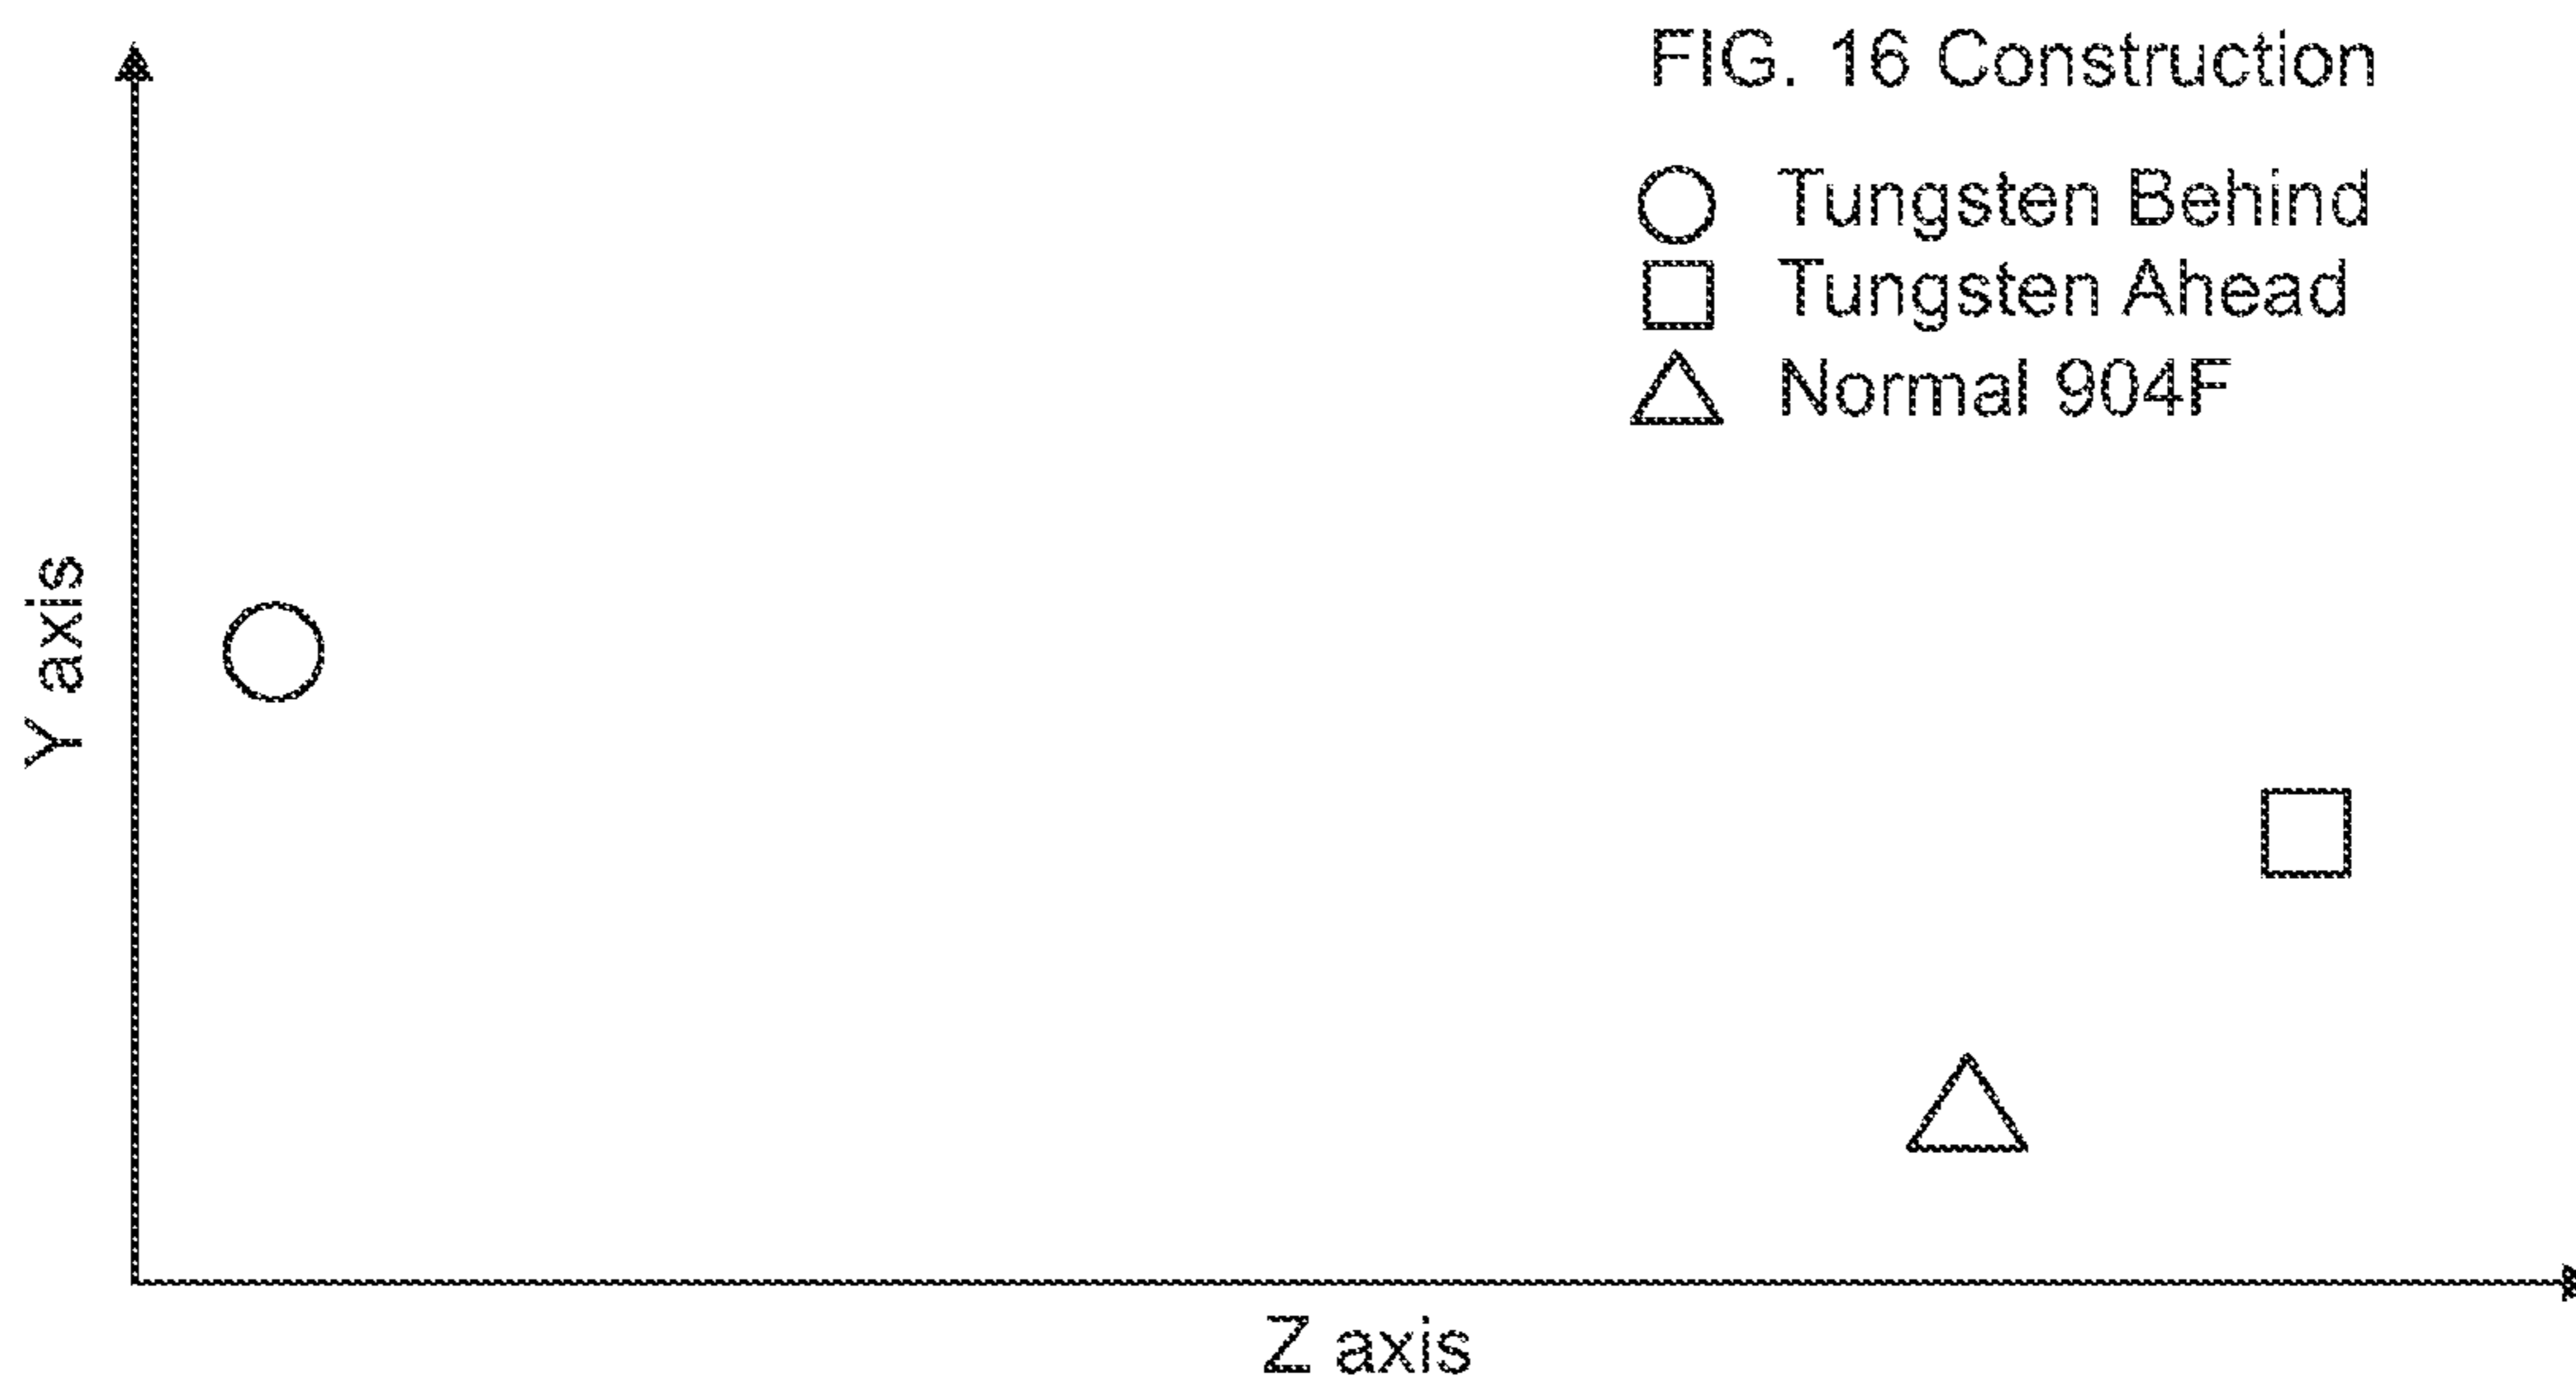 FIG. 16 Construction
Tungsten Behind
Tungsten Ahead
Normal 904F
Y axis
Z axis